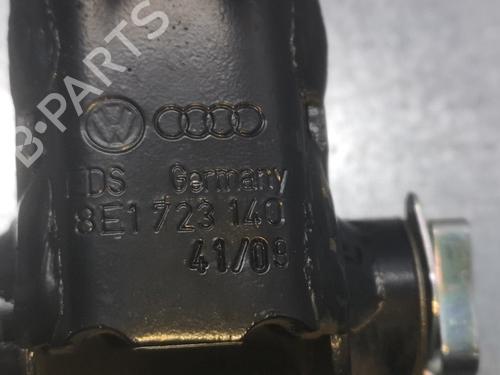 B-PARTS
EDS Germany
8E1 723 140
41/09